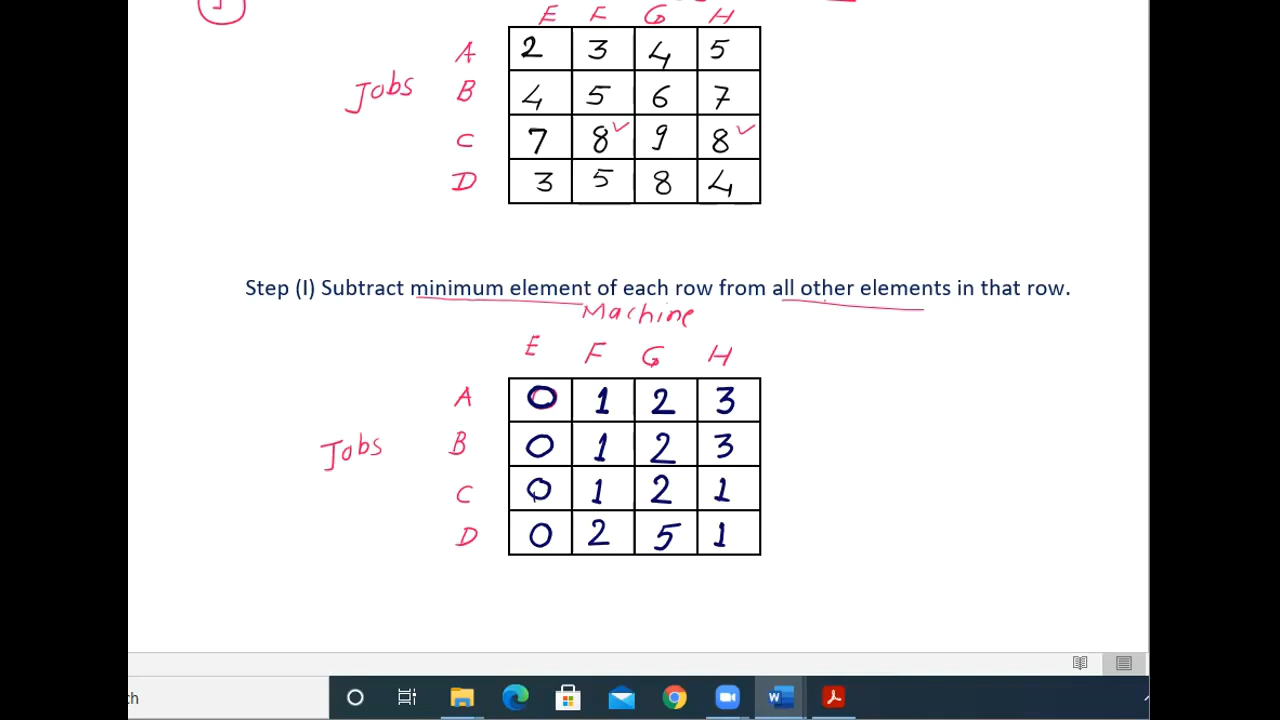 E F G H
A 2 3 4 5
Jobs B 4 5 6 7
C 7 8 9 8
D 3 5 8 4
Step (I) Subtract minimum element of each row from all other elements in that row.
Machine
E F G H
A 0 1 2 3
Jobs B 0 1 2 3
C 0 1 2 1
D 0 2 5 1
ch